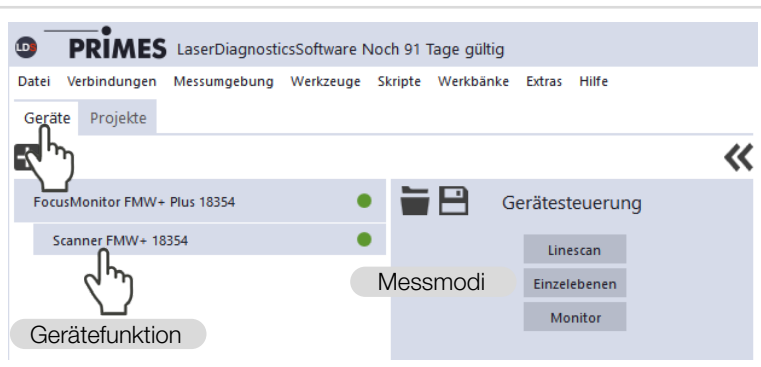 LDS PRIMES LaserDiagnosticsSoftware Noch 91 Tage gültig
Datei Verbindungen Messumgebung Werkzeuge Skripte Werkbänke Extras Hilfe
Geräte Projekte
FocusMonitor FMW+ Plus 18354
Gerätesteuerung
Scanner FMW+ 18354
Linescan
Messmodi
Einzelebenen
Monitor
Gerätefunktion